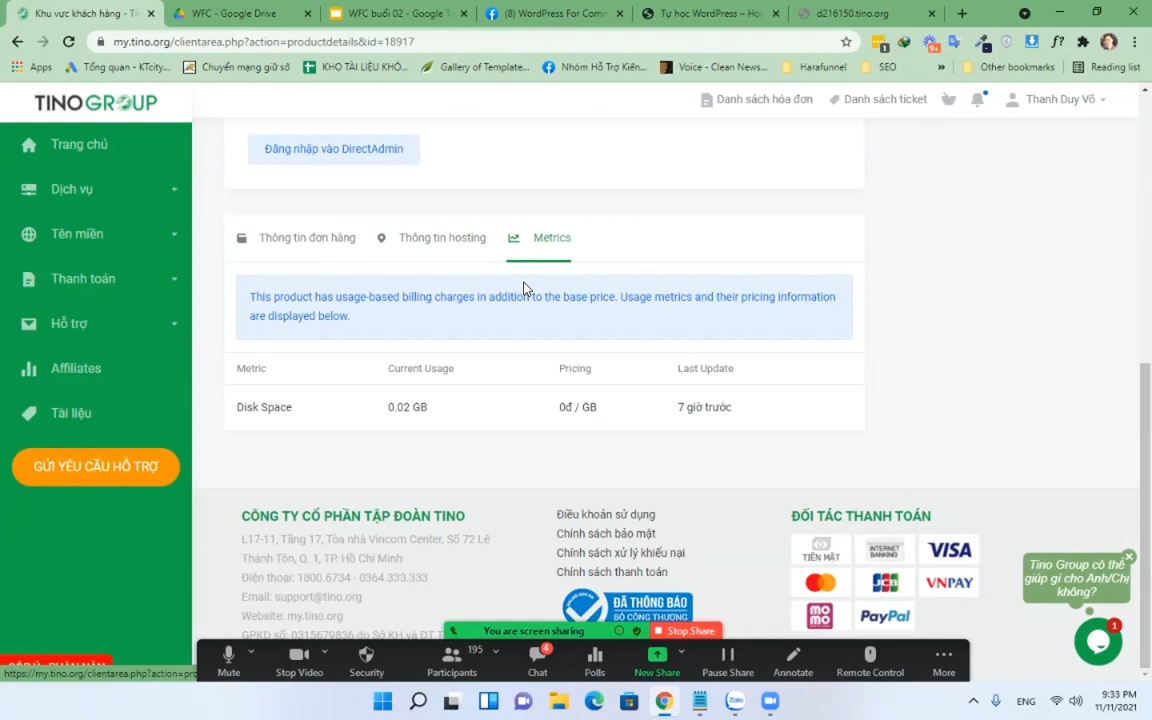 Khu vực khách hàng - Ti
WFC - Google Drive
WFC buổi 02 - Google T
(8) WordPress For Comm
Tự học WordPress – Học
d216150.tino.org
my.tino.org/clientarea.php?action=productdetails&id=18917
Apps
Tổng quan - KTcity...
Chuyển mạng giữ số
KHO TÀI LIỆU KHÓ...
Gallery of Template...
Nhóm Hỗ Trợ Kiến...
Voice - Clean News...
Harafunnel
SEO
»
Other bookmarks
Reading list
TINOGROUP
Danh sách hóa đơn
Danh sách ticket
Thanh Duy Võ
Trang chủ
Dịch vụ
Tên miền
Thanh toán
Hỗ trợ
Affiliates
Tài liệu
GỬI YÊU CẦU HỖ TRỢ
Đăng nhập vào DirectAdmin
Thông tin đơn hàng
Thông tin hosting
Metrics
This product has usage-based billing charges in addition to the base price. Usage metrics and their pricing information
are displayed below.
Metric Current Usage Pricing Last Update
Disk Space 0.02 GB 0đ / GB 7 giờ trước
CÔNG TY CỔ PHẦN TẬP ĐOÀN TINO
L17-11, Tầng 17, Tòa nhà Vincom Center, Số 72 Lê
Thánh Tôn, Q. 1, TP. Hồ Chí Minh
Điện thoại: 1800.6734 - 0364.333.333
Email: support@tino.org
Website: my.tino.org
GPKD số: 0315679836 do Sở KH và ĐT T
Điều khoản sử dụng
Chính sách bảo mật
Chính sách xử lý khiếu nại
Chính sách thanh toán
ĐÃ THÔNG BÁO
BỘ CÔNG THƯƠNG
ĐỐI TÁC THANH TOÁN
TIỀN MẶT
INTERNET
BANKING
VISA
JCB
VNPAY
mo
mo
PayPal
Tino Group có thể
giúp gì cho Anh/Chị
không?
1
https://my.tino.org/clientarea.php?action=pro
You are screen sharing
Stop Share
Mute
Stop Video
Security
Participants
195
Chat
4
Polls
New Share
Pause Share
Annotate
Remote Control
More
ENG
9:33 PM
11/11/2021